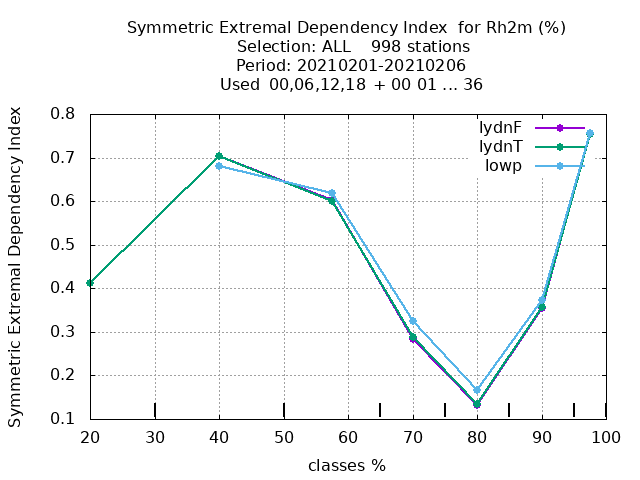 Symmetric Extremal Dependency Index  for Rh2m (%)
Selection: ALL    998 stations
Period: 20210201-20210206
Used  00,06,12,18  + 00 01 ... 36
Symmetric Extremal Dependency Index
0.8
0.7
0.6
0.5
0.4
0.3
0.2
0.1
lydnF
lydnT
lowp
20 30 40 50 60 70 80 90 100
classes %